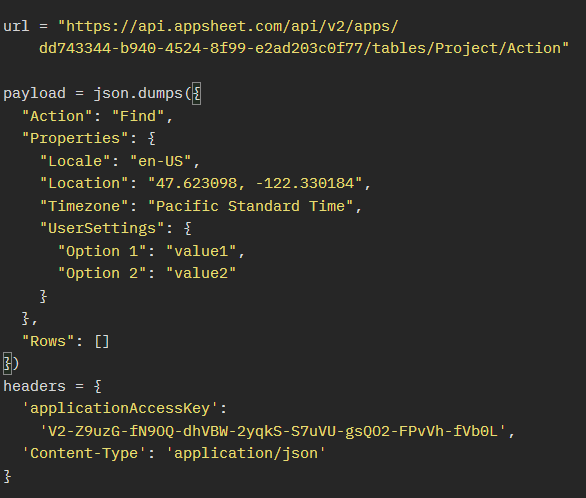 url = "https://api.appsheet.com/api/v2/apps/
dd743344-b940-4524-8f99-e2ad203c0f77/tables/Project/Action"
payload = json.dumps({
"Action": "Find",
"Properties": {
"Locale": "en-US",
"Location": "47.623098, -122.330184",
"Timezone": "Pacific Standard Time",
"UserSettings": {
"Option 1": "value1",
"Option 2": "value2"
}
},
"Rows": []
})
headers = {
'applicationAccessKey':
'V2-Z9uzG-fN9OQ-dhVBW-2yqkS-S7uVU-gsQO2-FPvVh-fVb0L',
'Content-Type': 'application/json'
}